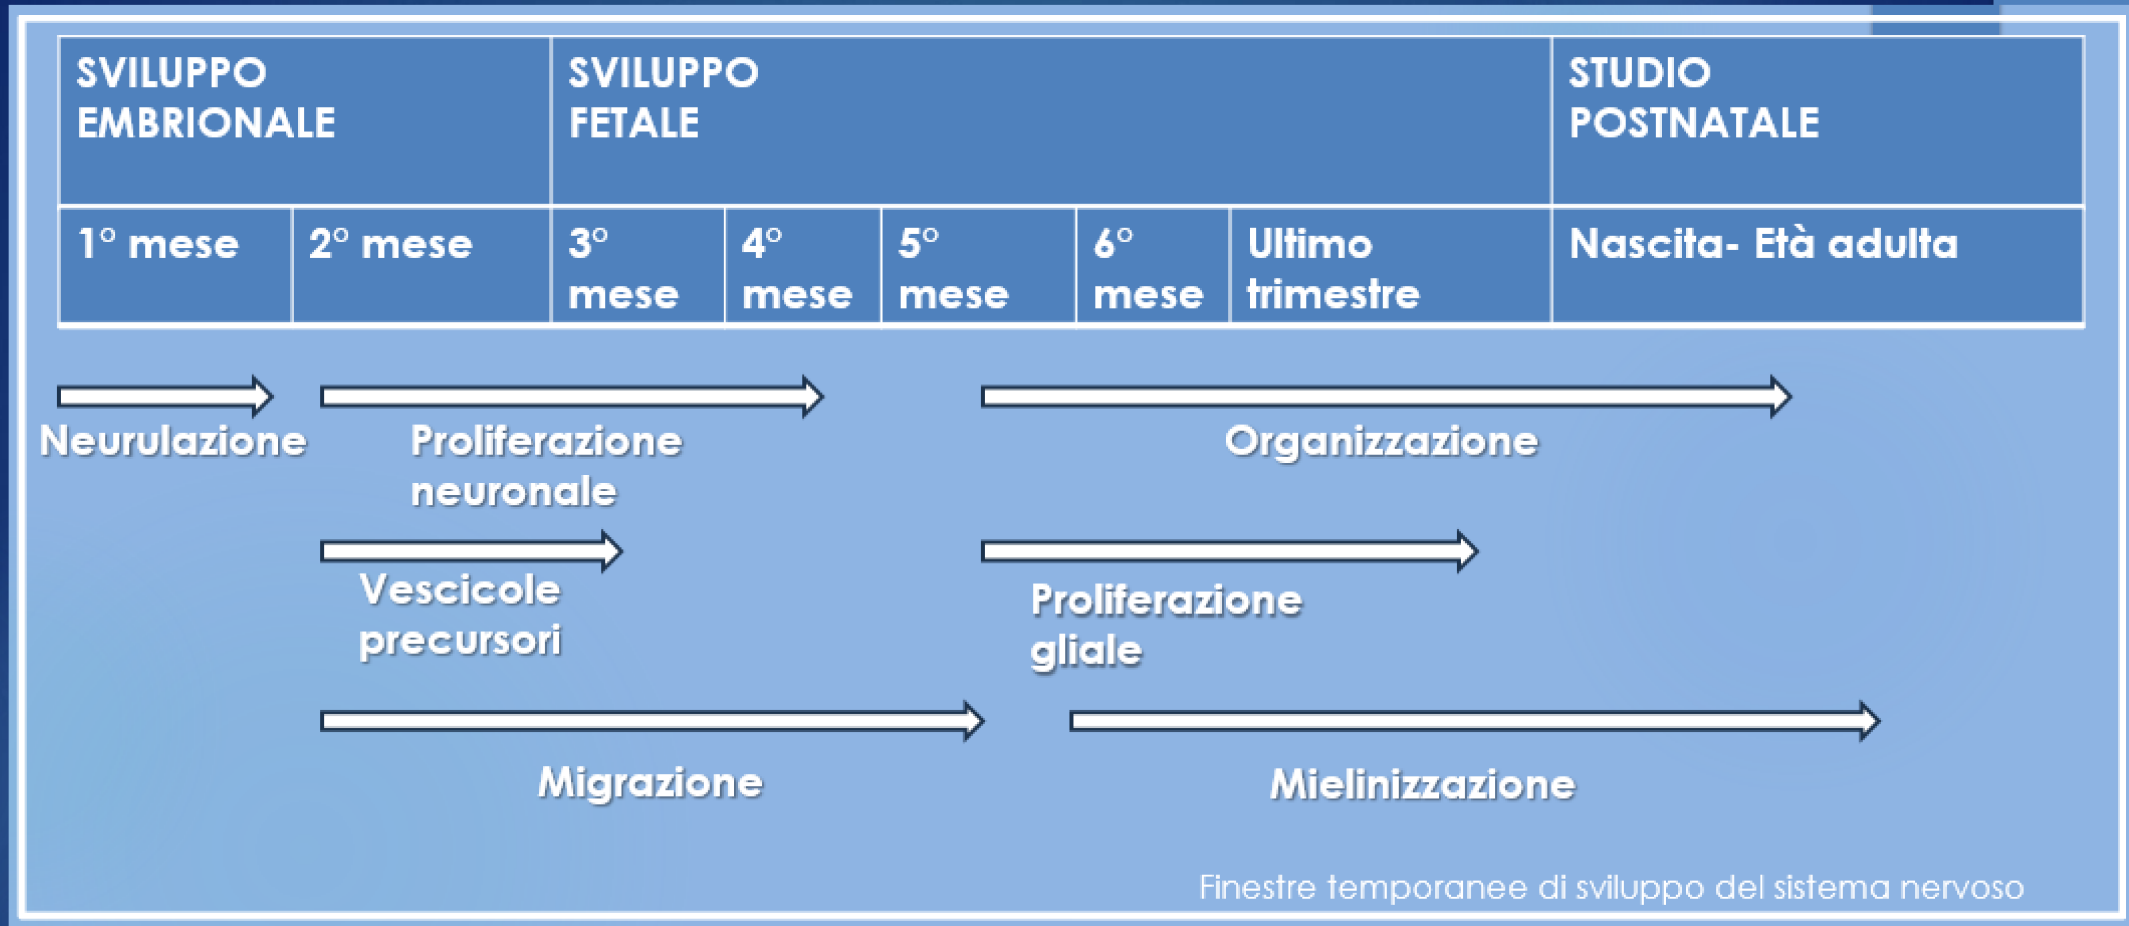 SVILUPPO
EMBRIONALE
SVILUPPO
FETALE
STUDIO
POSTNATALE
1° mese
2° mese
3°
mese
4°
mese
5°
mese
6°
mese
Ultimo
trimestre
Nascita- Età adulta
Neurulazione
Proliferazione
neuronale
Organizzazione
Vescicole
precursori
Proliferazione
gliale
Migrazione
Mielinizzazione
Finestre temporanee di sviluppo del sistema nervoso